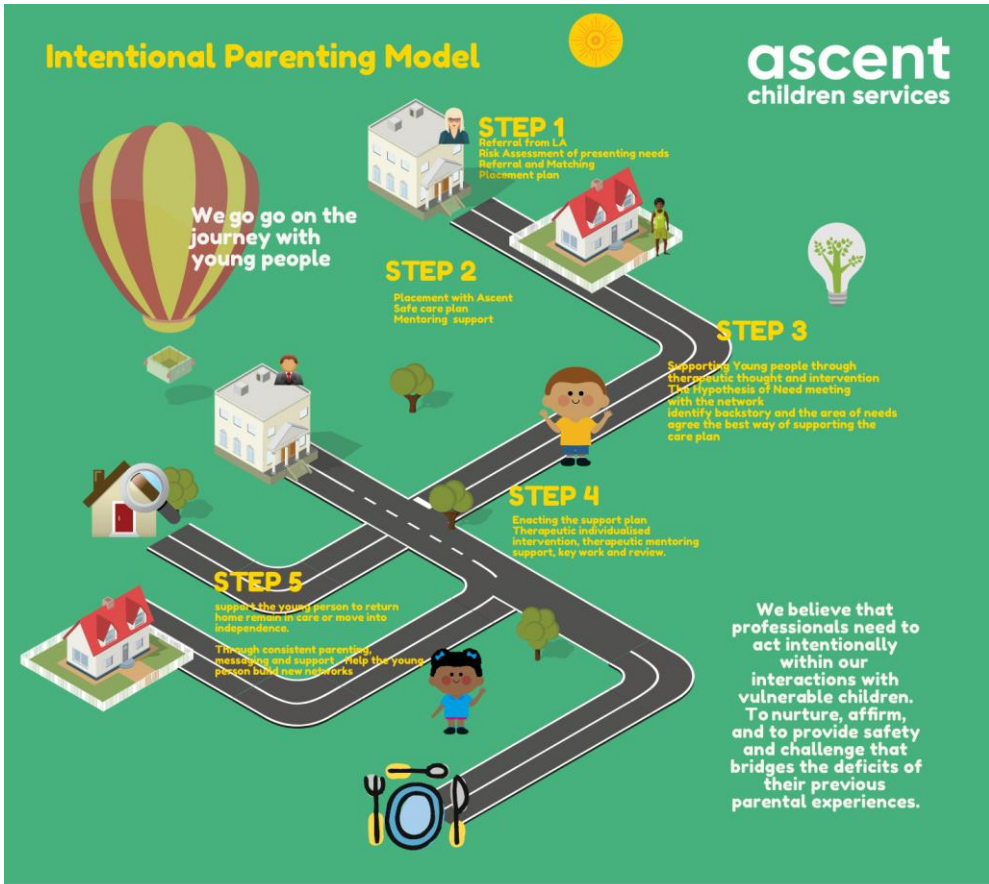 Intentional Parenting Model
ascent
children services
STEP 1
Referral from LA
Risk Assessment of presenting needs
Referral and Matching
Placement plan
We go go on the
journey with
young people
STEP 2
Placement with Ascent
Safe care plan
Mentoring support
STEP 3
Supporting Young people through
therapeutic thought and intervention
The Hypothesis of Need meeting
with the network
identify backstory and the area of needs
agree the best way of supporting the
care plan
STEP 4
Enacting the support plan
Therapeutic individualised
intervention, therapeutic mentoring
support, key work and review.
STEP 5
support the young person to return
home remain in care or move into
independence.
Through consistent parenting,
messaging and support Help the young
person build new networks
We believe that
professionals need to
act intentionally
within our
interactions with
vulnerable children.
To nurture, affirm,
and to provide safety
and challenge that
bridges the deficits of
their previous
parental experiences.